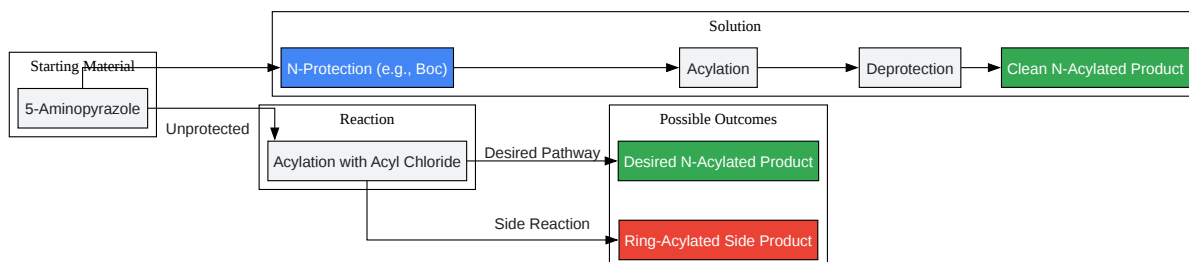 Solution
Starting Material
N-Protection (e.g., Boc)
Acylation
Deprotection
Clean N-Acylated Product
5-Aminopyrazole
Unprotected
Reaction
Possible Outcomes
Acylation with Acyl Chloride
Desired Pathway
Desired N-Acylated Product
Side Reaction
Ring-Acylated Side Product